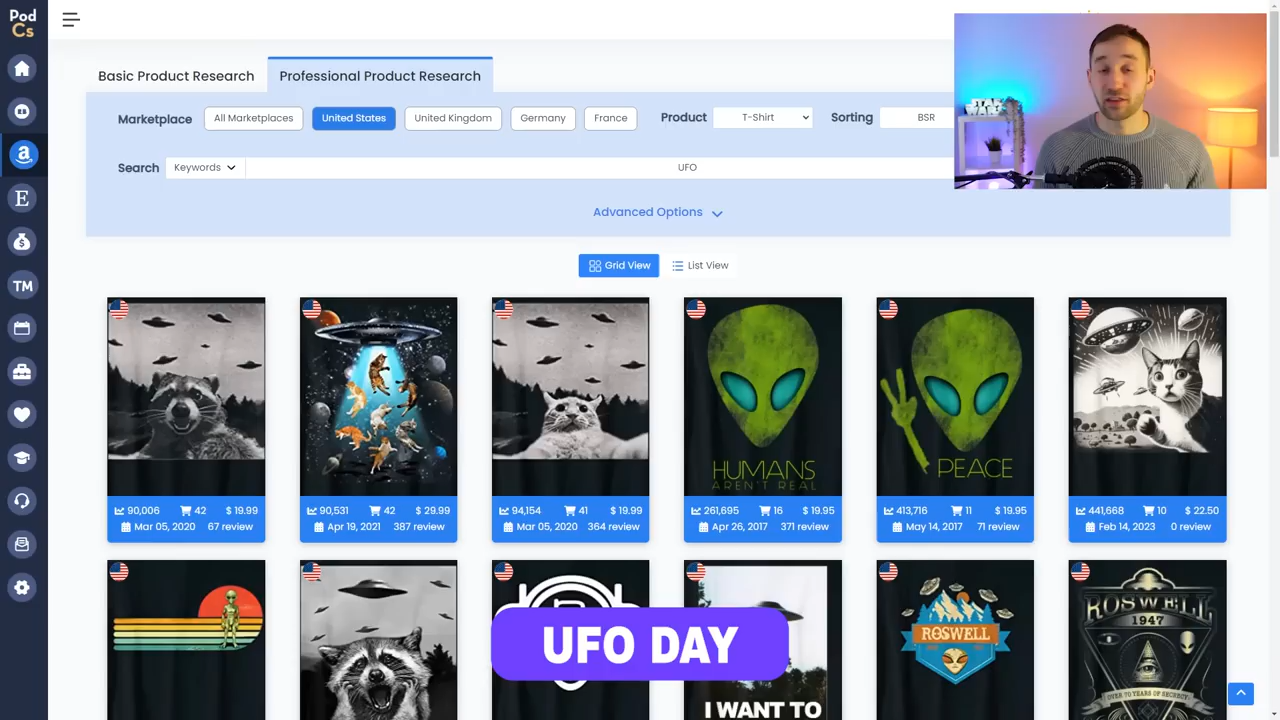 Pod
Cs
Basic Product Research
Professional Product Research
Marketplace
All Marketplaces
United States
United Kingdom
Germany
France
Product
T-Shirt
Sorting
BSR
Search
Keywords
UFO
Advanced Options
Grid View
List View
TM
HUMANS
AREN'T REAL
PEACE
90,006 42 $ 19.99
Mar 05, 2020 67 review
90,531 42 $ 29.99
Apr 19, 2021 387 review
94,154 41 $ 19.99
Mar 05, 2020 364 review
261,695 16 $ 19.95
Apr 26, 2017 371 review
413,716 11 $ 19.95
May 14, 2017 71 review
441,668 10 $ 22.50
Feb 14, 2023 0 review
UFO DAY
I WANT TO
ROSWELL
ROSWELL
1947
OVER 70 YEARS OF SECRECY